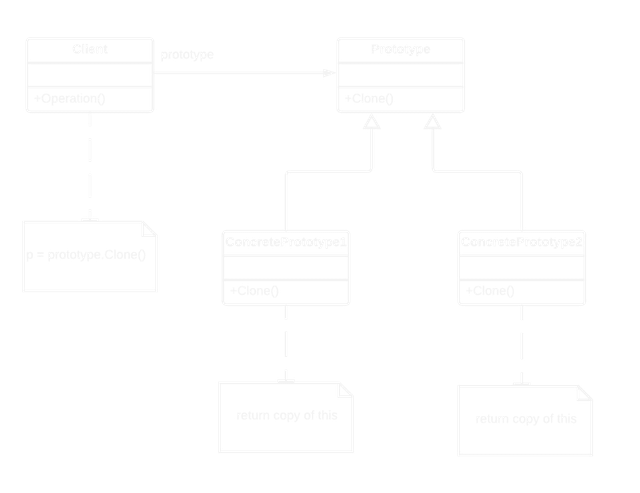 Client
prototype
Prototype
+Operation()
+Clone()
p = prototype.Clone()
ConcretePrototype1
ConcretePrototype2
+Clone()
+Clone()
return copy of this
return copy of this